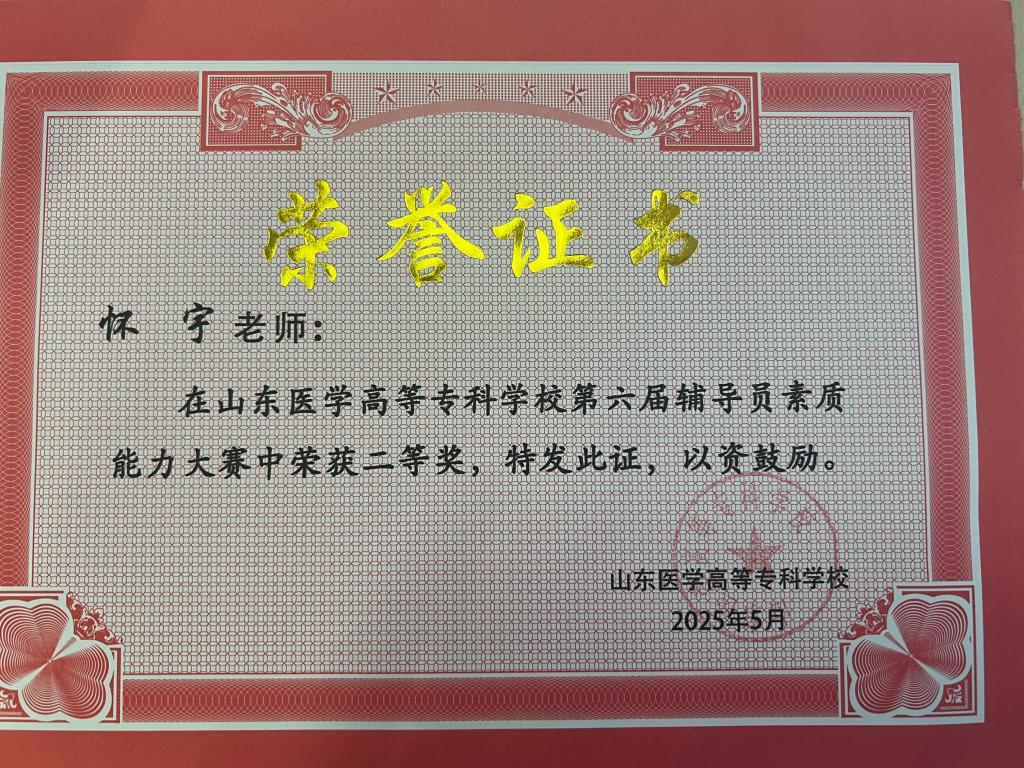 荣誉证书
怀 宇 老师：
在山东医学高等专科学校第六届辅导员素质
能力大赛中荣获二等奖，特发此证，以资鼓励。
山东医学高等专科学校
2025年5月